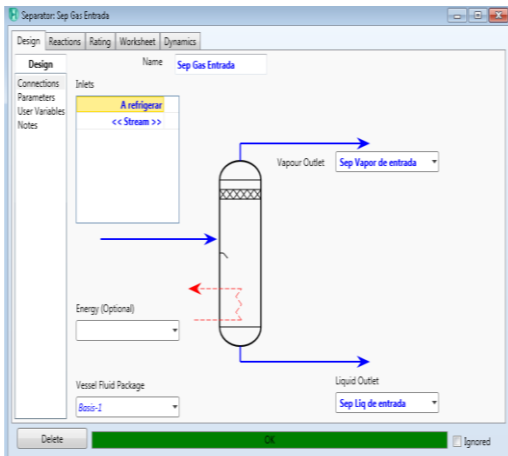 Separator: Sep Gas Entrada
Design Reactions Rating Worksheet Dynamics
Design
Connections
Parameters
User Variables
Notes
Name Sep Gas Entrada
Inlets
A refrigerar
<< Stream >>
Vapour Outlet Sep Vapor de entrada
Energy (Optional)
Vessel Fluid Package
Basis-1
Liquid Outlet
Sep Liq de entrada
Delete OK Ignored